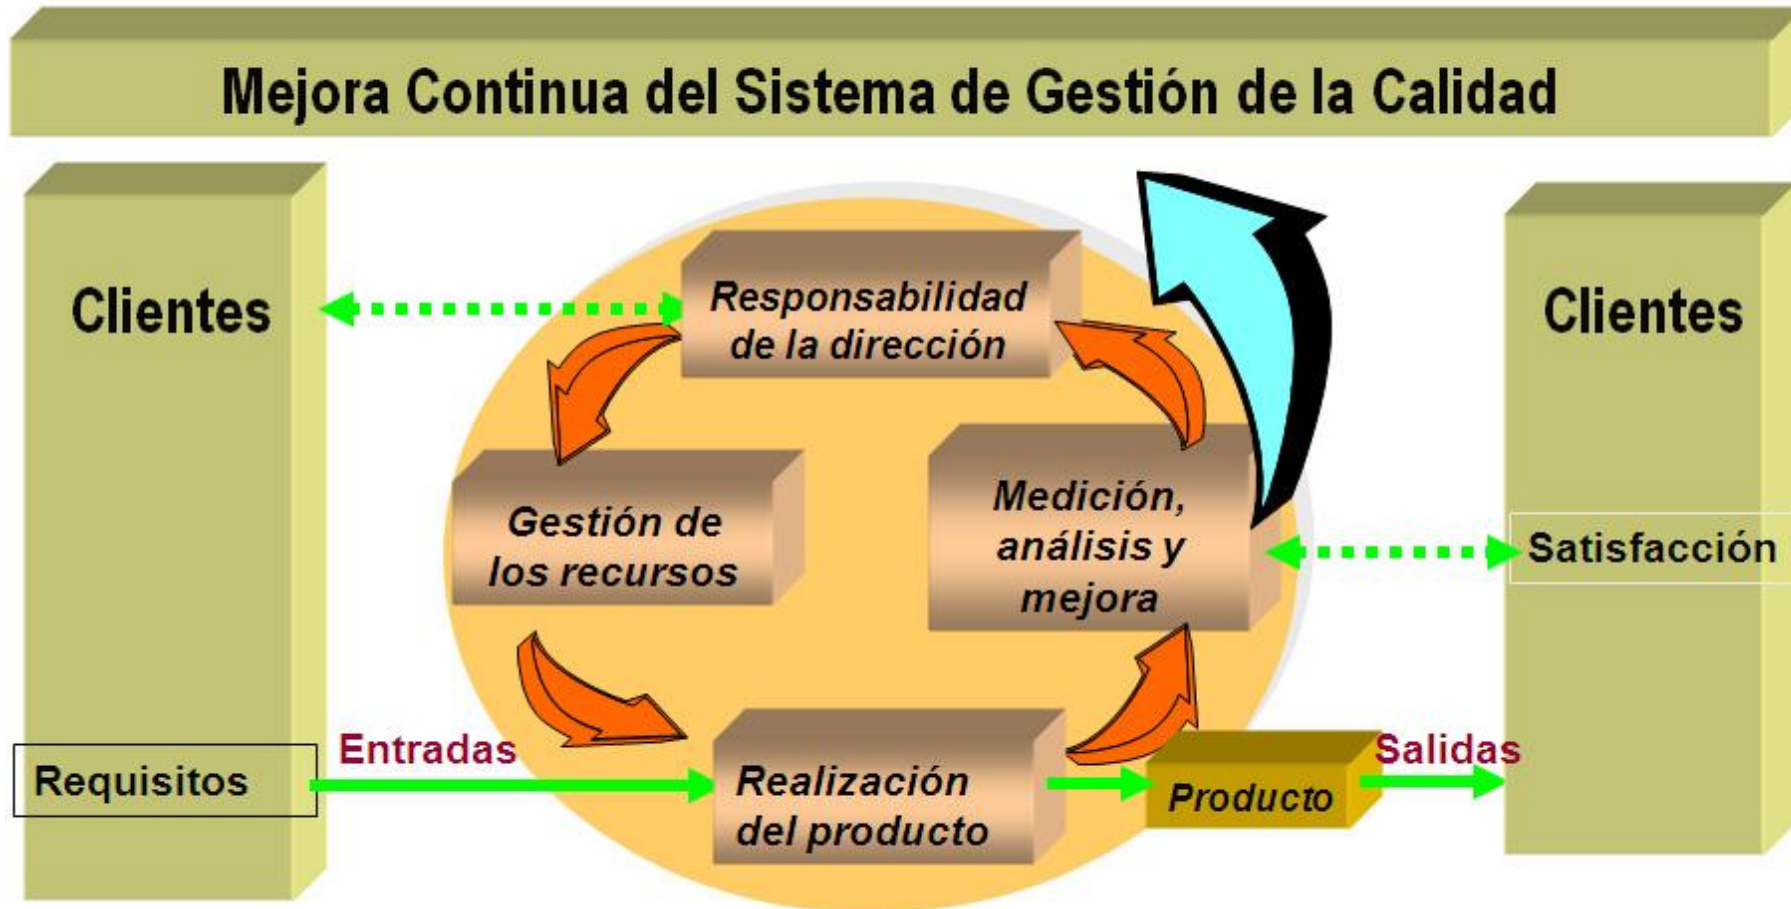 Mejora Continua del Sistema de Gestión de la Calidad
Clientes
Responsabilidad
de la dirección
Clientes
Gestión de
los recursos
Medición,
análisis y
mejora
Satisfacción
Requisitos
Entradas
Realización
del producto
Producto
Salidas